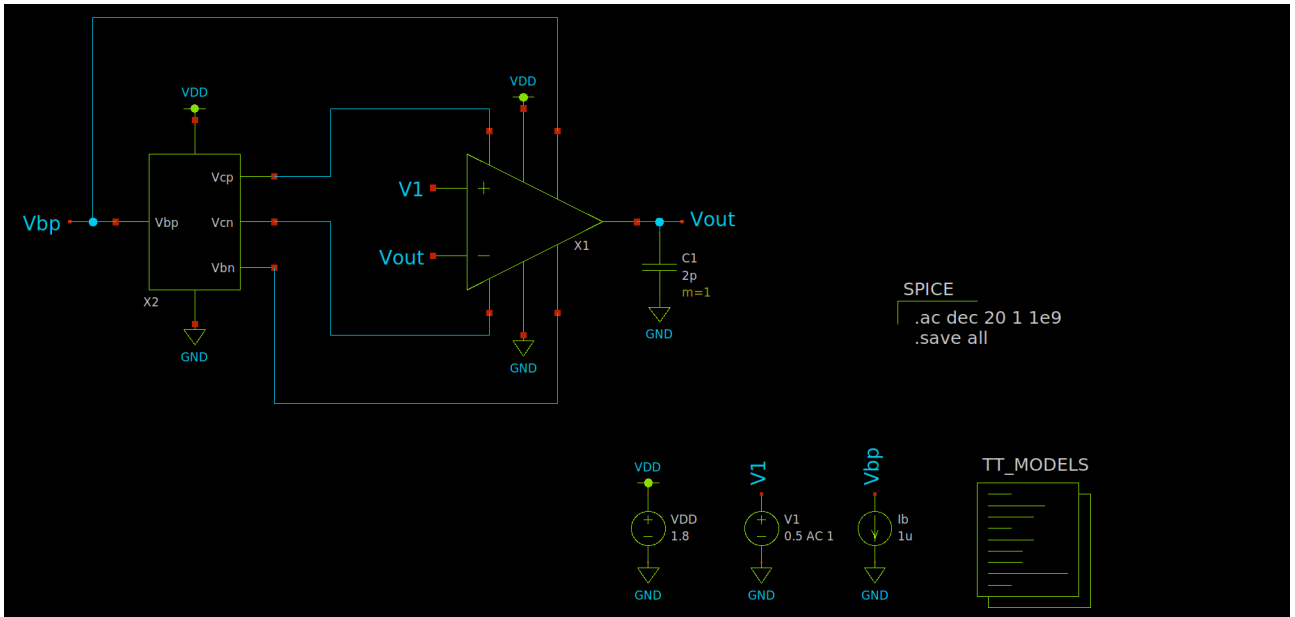 VDD
VDD
Vcp
V1
+
Vbp
Vbp
Vcn
Vout
X1
Vout
−
C1
2p
m=1
Vbn
X2
GND
GND
GND
SPICE
.ac dec 20 1 1e9
.save all
VDD
VDD
1.8
+
−
GND
V1
V1
0.5 AC 1
+
−
GND
Vbp
Ib
1u
GND
TT_MODELS